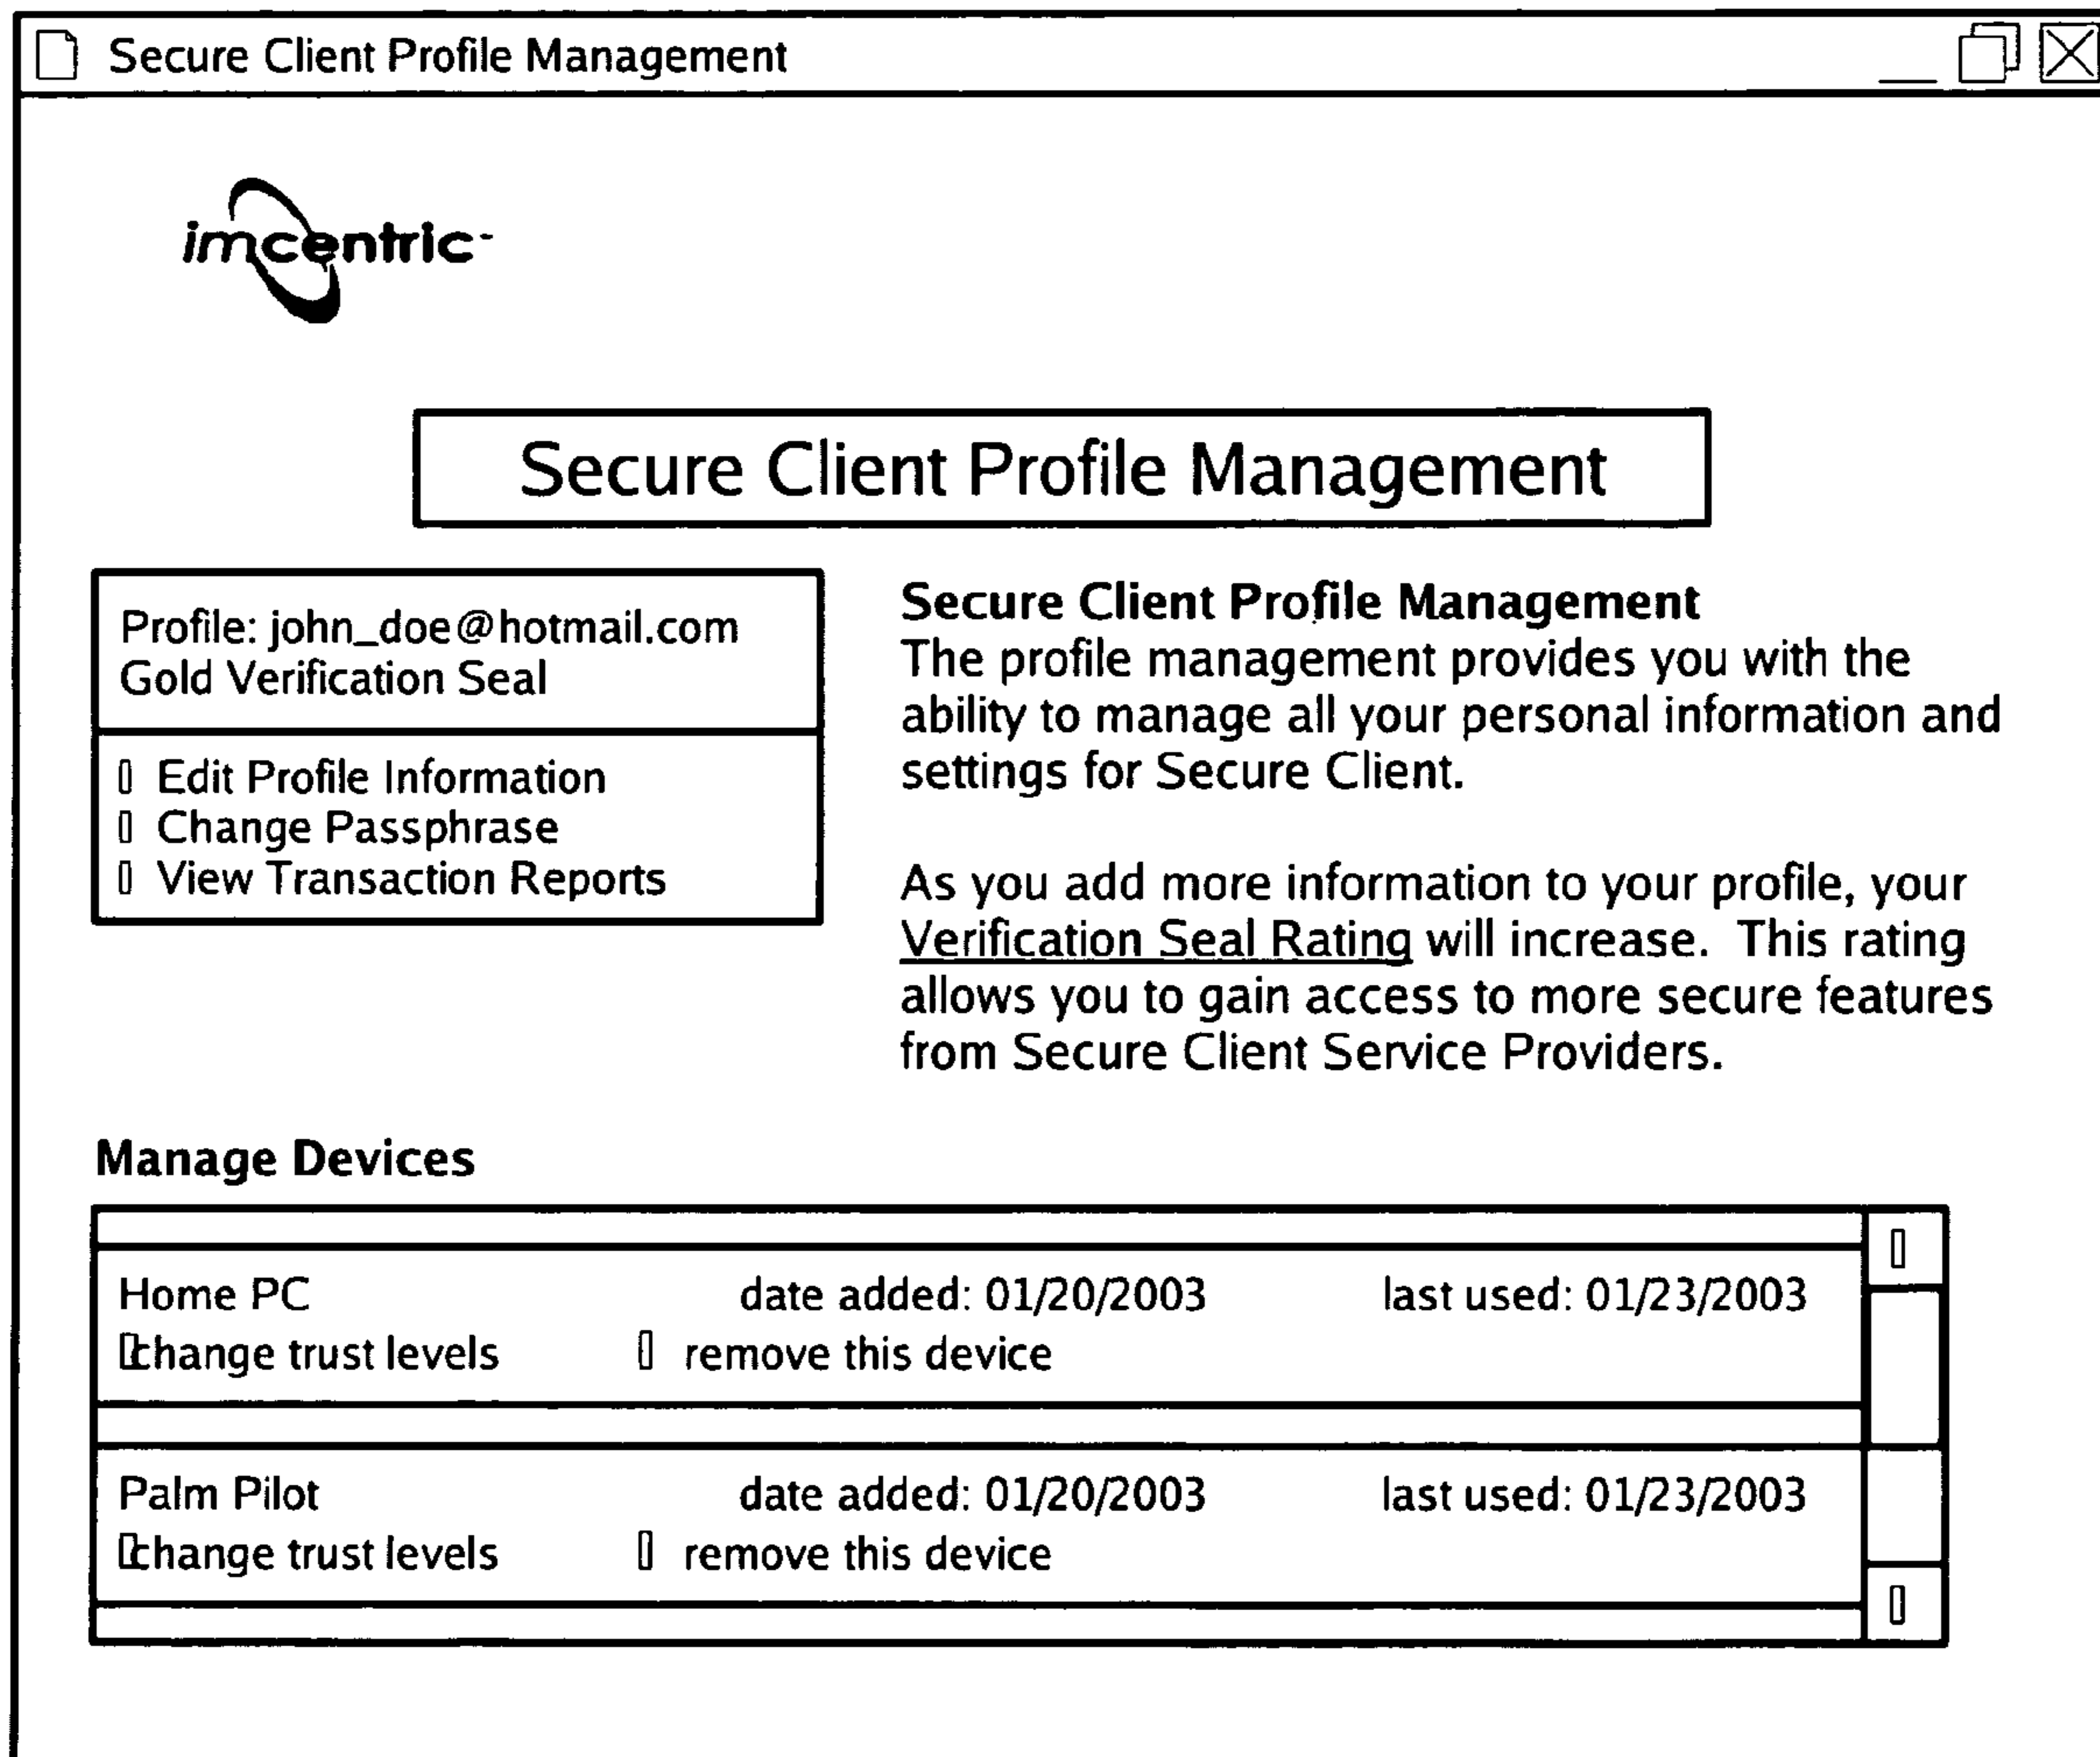 Secure Client Profile Management
imcentric
Secure Client Profile Management
Profile: john_doe@hotmail.com
Gold Verification Seal
Edit Profile Information
Change Passphrase
View Transaction Reports
Secure Client Profile Management
The profile management provides you with the
ability to manage all your personal information and
settings for Secure Client.
As you add more information to your profile, your
Verification Seal Rating will increase. This rating
allows you to gain access to more secure features
from Secure Client Service Providers.
Manage Devices
Home PC date added: 01/20/2003 last used: 01/23/2003
change trust levels remove this device
Palm Pilot date added: 01/20/2003 last used: 01/23/2003
change trust levels remove this device